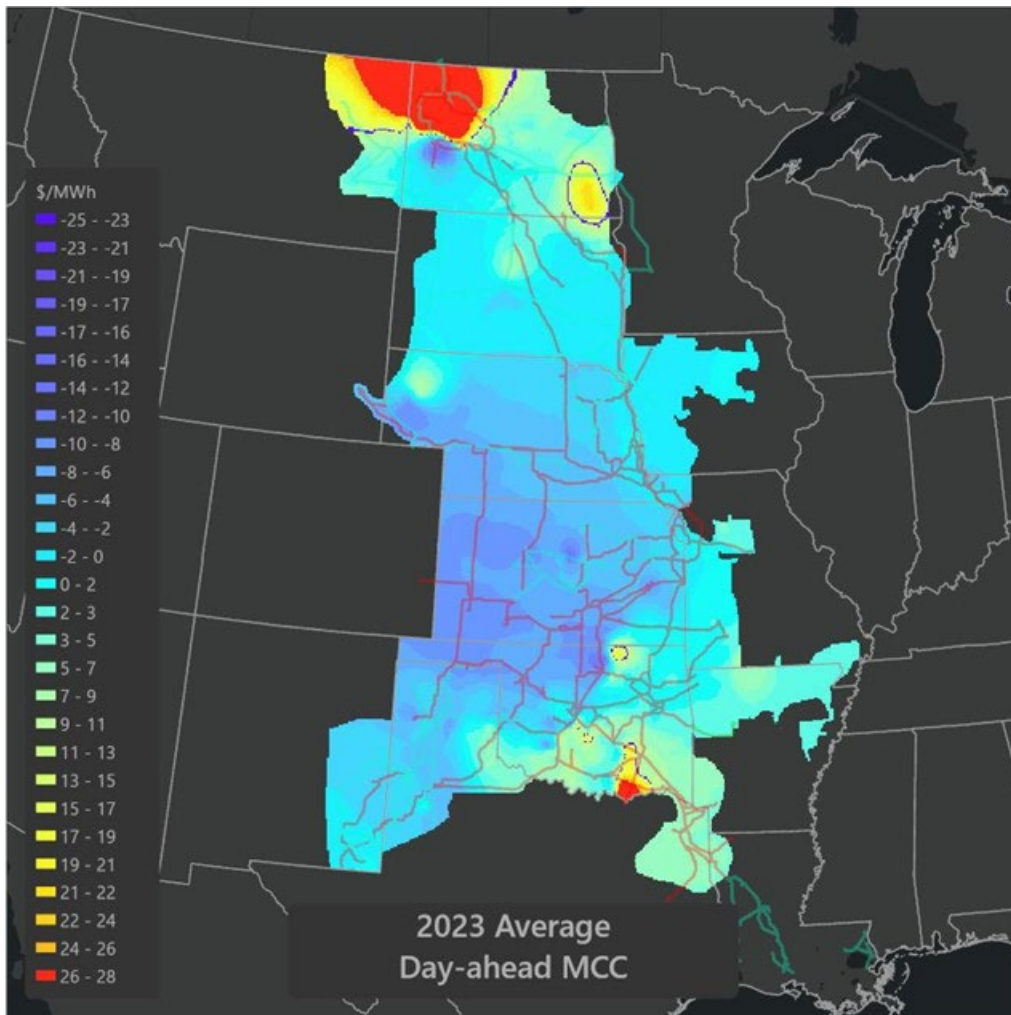 $/MWh
-25 - -23
-23 - -21
-21 - -19
-19 - -17
-17 - -16
-16 - -14
-14 - -12
-12 - -10
-10 - -8
-8 - -6
-6 - -4
-4 - -2
-2 - 0
0 - 2
2 - 3
3 - 5
5 - 7
7 - 9
9 - 11
11 - 13
13 - 15
15 - 17
17 - 19
19 - 21
21 - 22
22 - 24
24 - 26
26 - 28
2023 Average
Day-ahead MCC